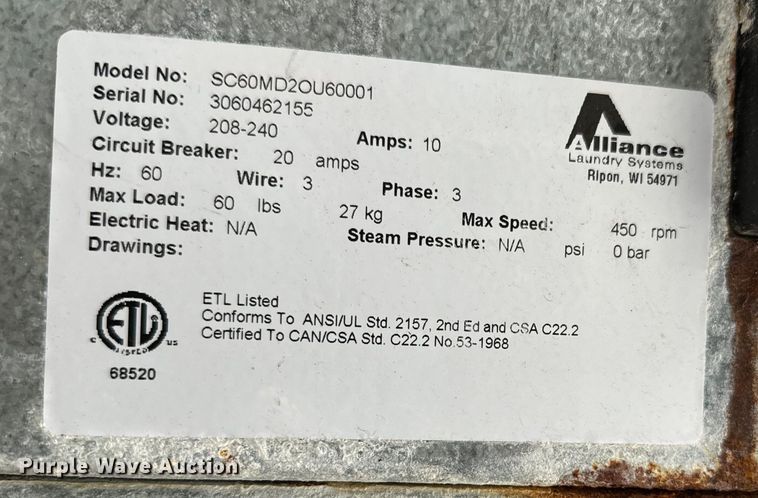 Model No: SC60MD2OU60001
Serial No: 3060462155
Voltage: 208-240 Amps: 10
Circuit Breaker: 20 amps
Hz: 60 Wire: 3 Phase: 3
Max Load: 60 lbs 27 kg Max Speed: 450 rpm
Electric Heat: N/A Steam Pressure: N/A psi 0 bar
Drawings:
Alliance
Laundry Systems
Ripon, WI 54971
ETL Listed
Conforms To ANSI/UL Std. 2157, 2nd Ed and CSA C22.2
Certified To CAN/CSA Std. C22.2 No.53-1968
ETL
C LISTED US
68520
Purple Wave Auction